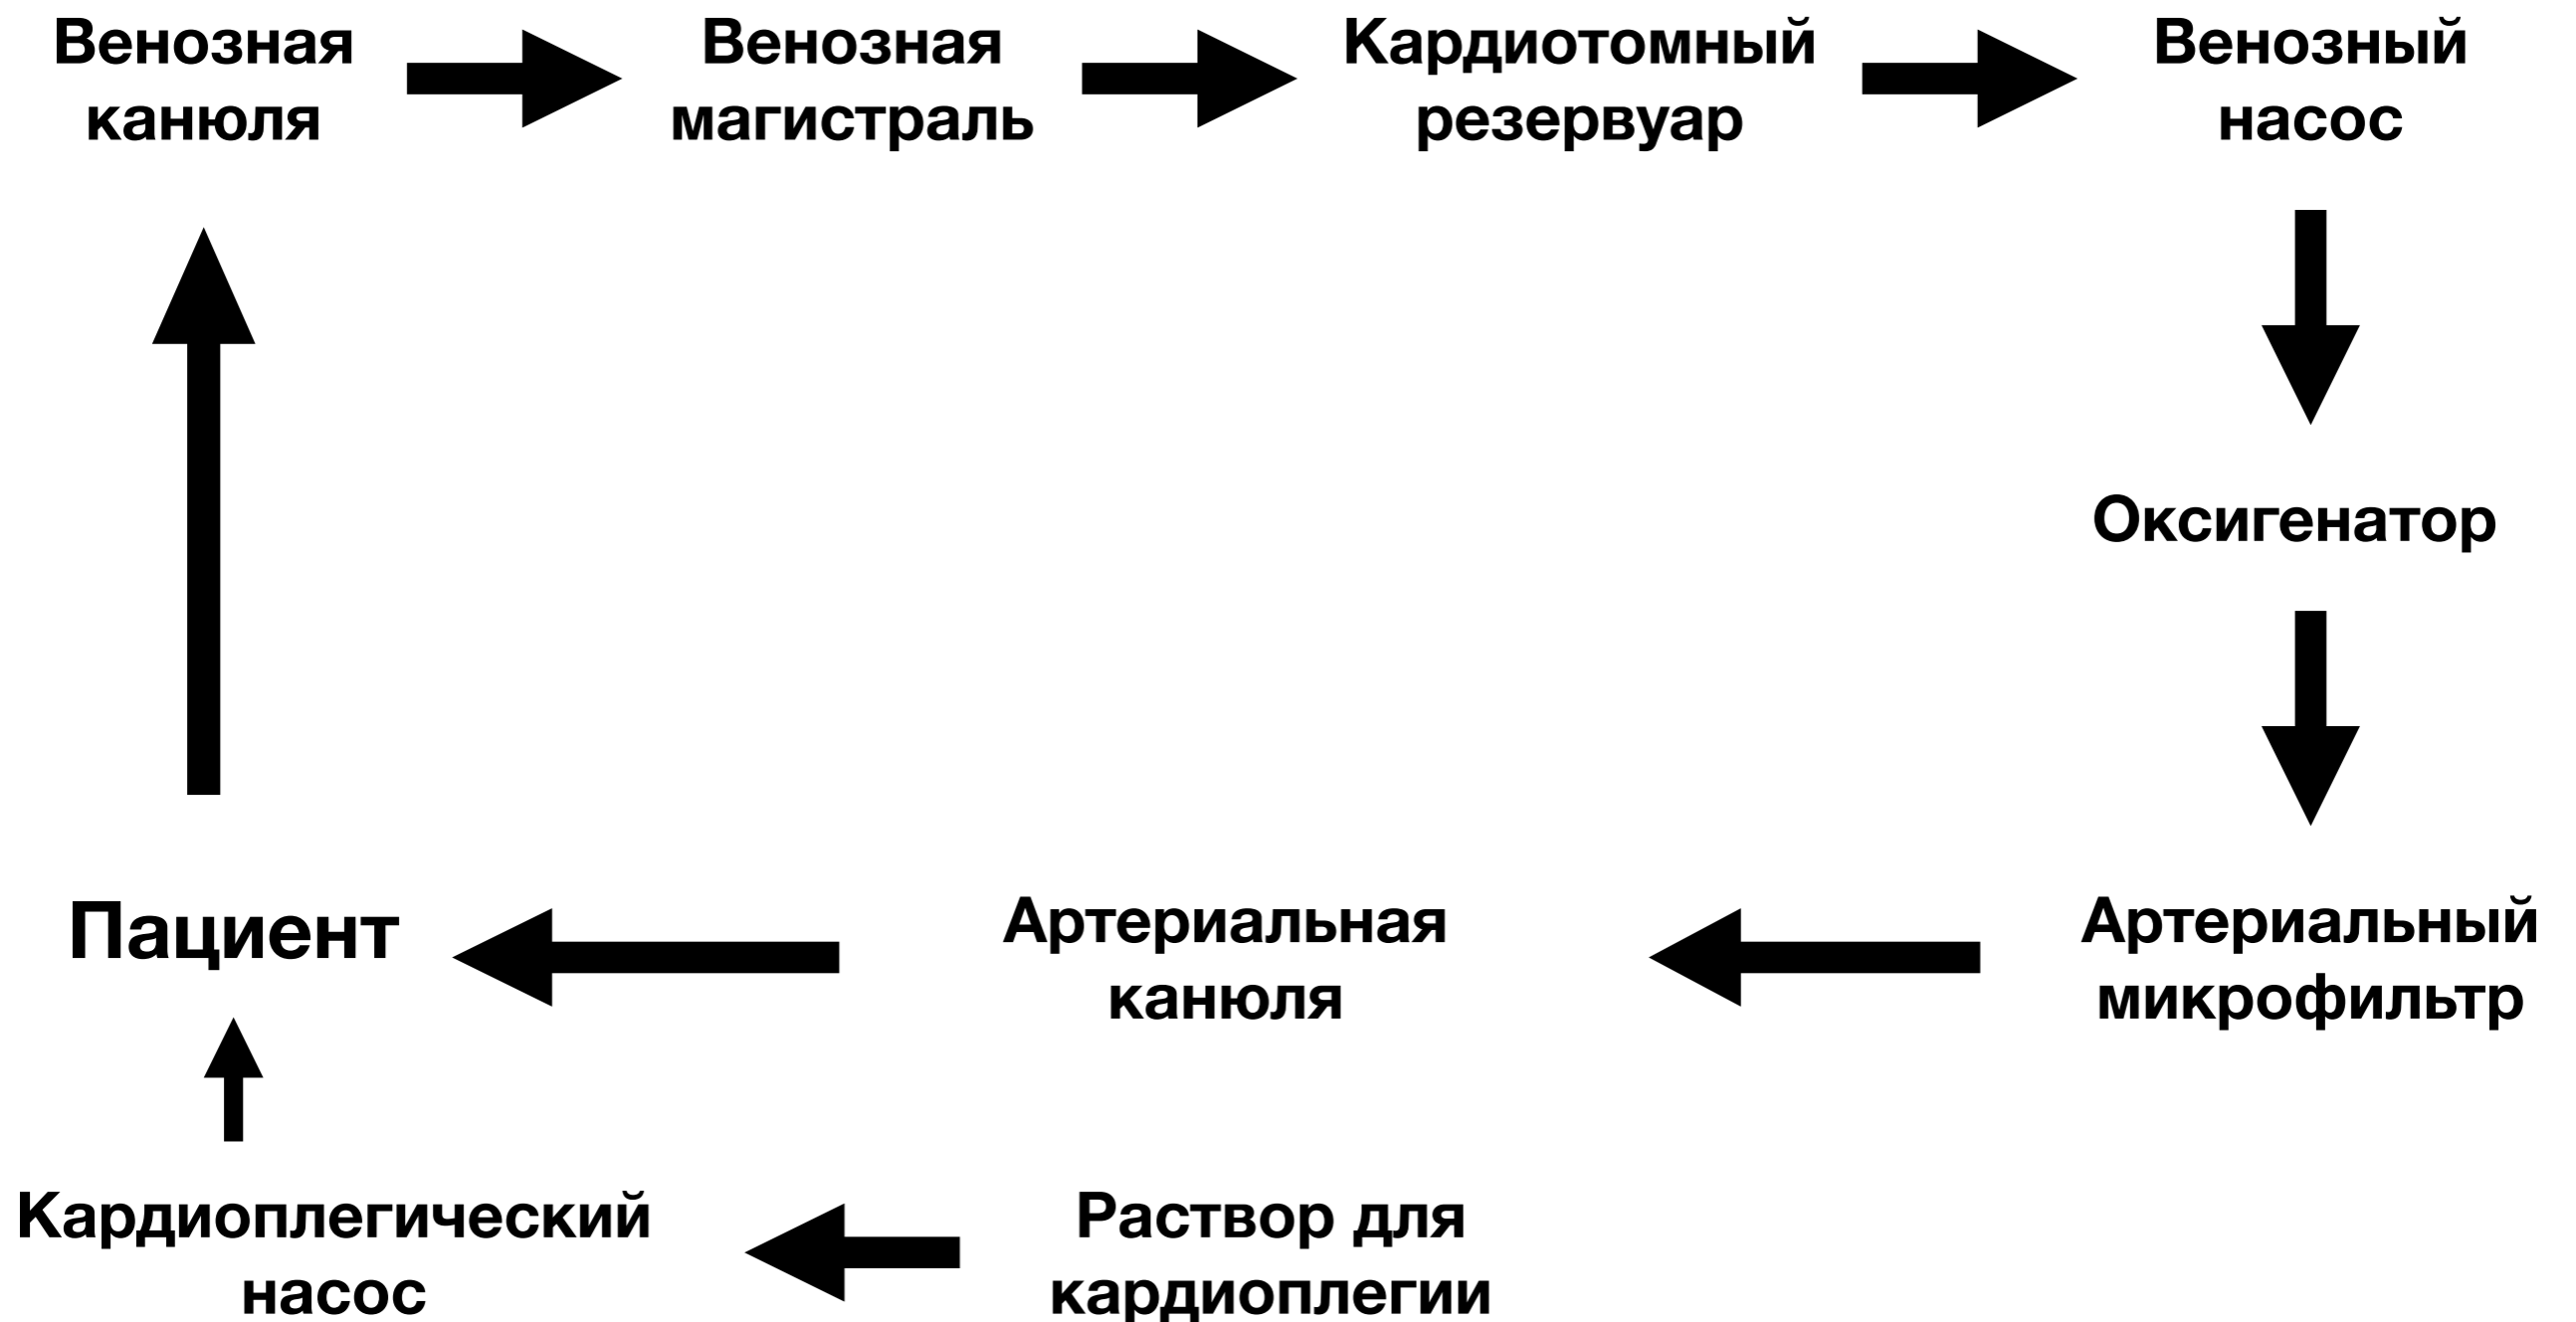 Венозная
канюля
Венозная
магистраль
Кардиотомный
резервуар
Венозный
насос
Оксигенатор
Пациент
Артериальная
канюля
Артериальный
микрофильтр
Кардиоплегический
насос
Раствор для
кардиоплегии